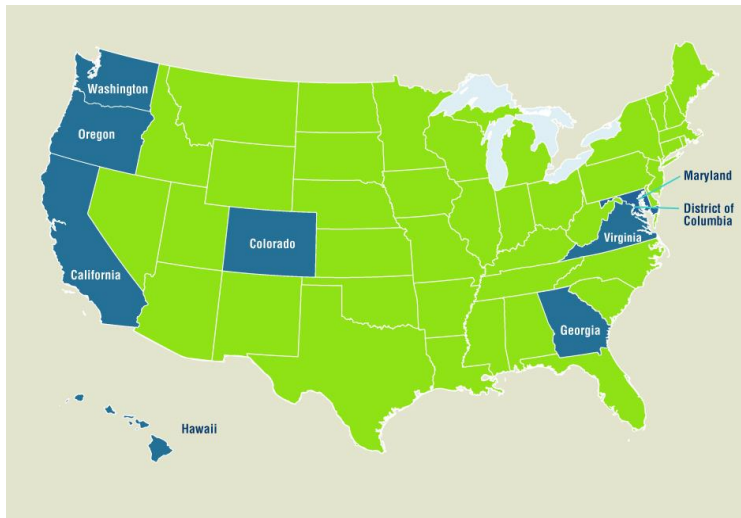 Washington
Oregon
California
Colorado
Maryland
District of
Columbia
Virginia
Georgia
Hawaii